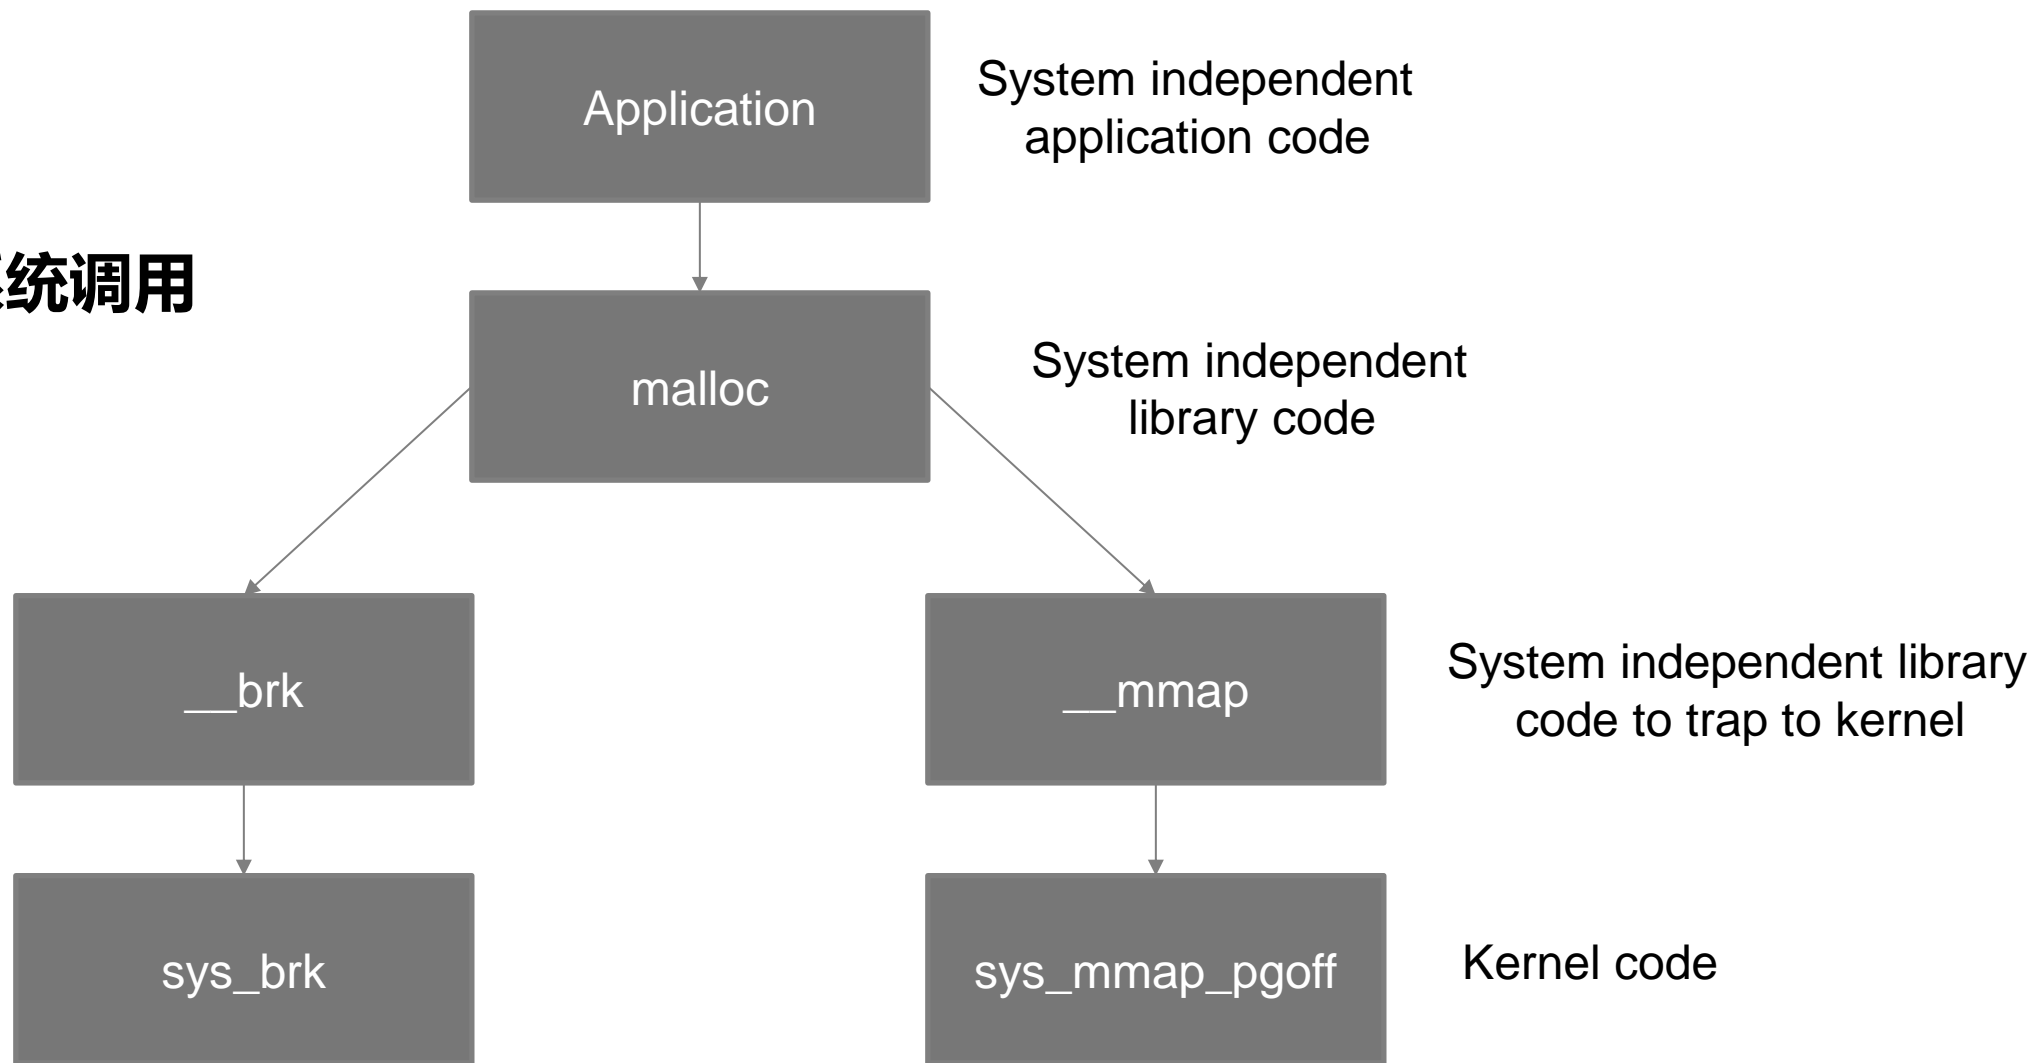 Application
System independent
application code
系统调用
malloc
System independent
library code
__brk
__mmap
System independent library
code to trap to kernel
sys_brk
sys_mmap_pgoff
Kernel code